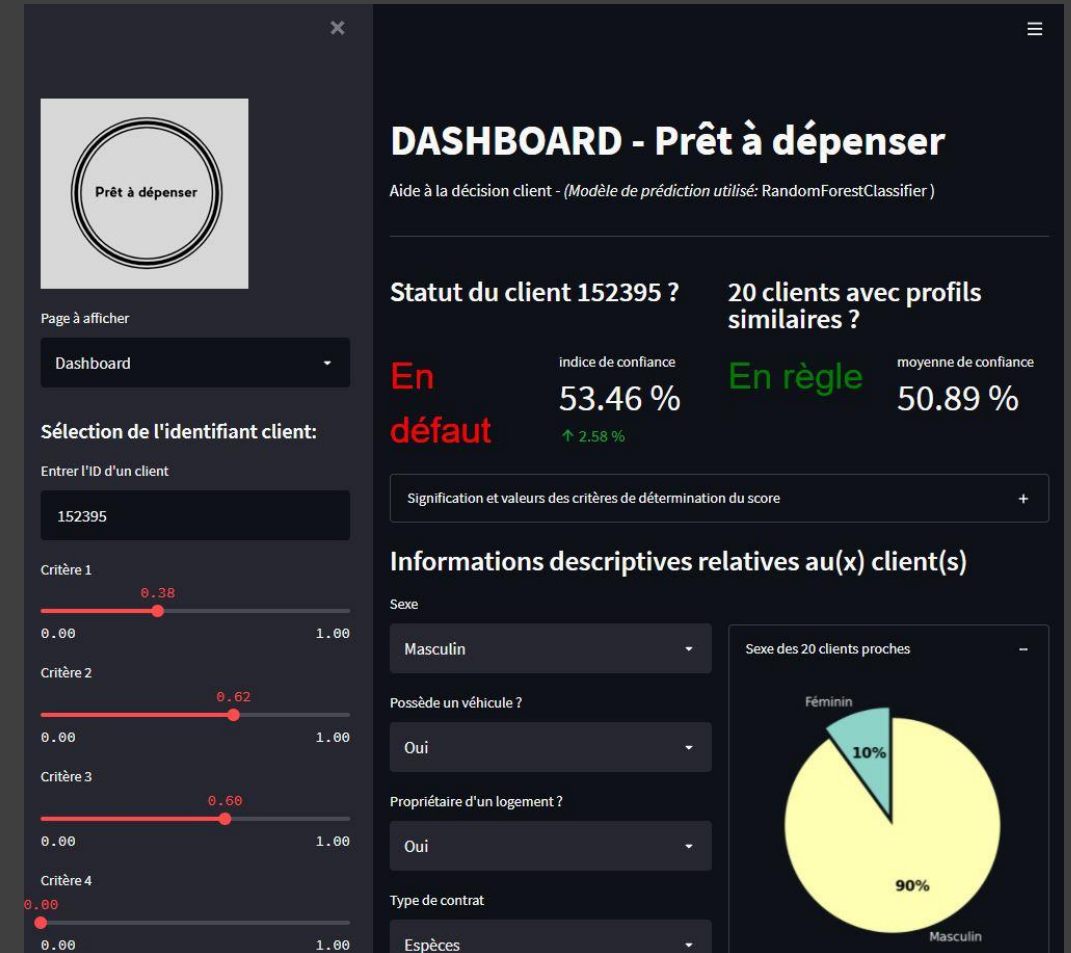 Prêt à dépenser
Page à afficher
Dashboard
Sélection de l'identifiant client:
Entrer l'ID d'un client
152395
Critère 1
0.38
0.00 1.00
Critère 2
0.62
0.00 1.00
Critère 3
0.60
0.00 1.00
Critère 4
0.00
0.00 1.00
DASHBOARD - Prêt à dépenser
Aide à la décision client - (Modèle de prédiction utilisé: RandomForestClassifier )
Statut du client 152395 ?
En
défaut
indice de confiance
53.46 %
↑ 2.58 %
20 clients avec profils
similaires ?
En règle
moyenne de confiance
50.89 %
Signification et valeurs des critères de détermination du score
Informations descriptives relatives au(x) client(s)
Sexe
Masculin
Possède un véhicule ?
Oui
Propriétaire d'un logement ?
Oui
Type de contrat
Espèces
Sexe des 20 clients proches
Féminin
10%
90%
Masculin